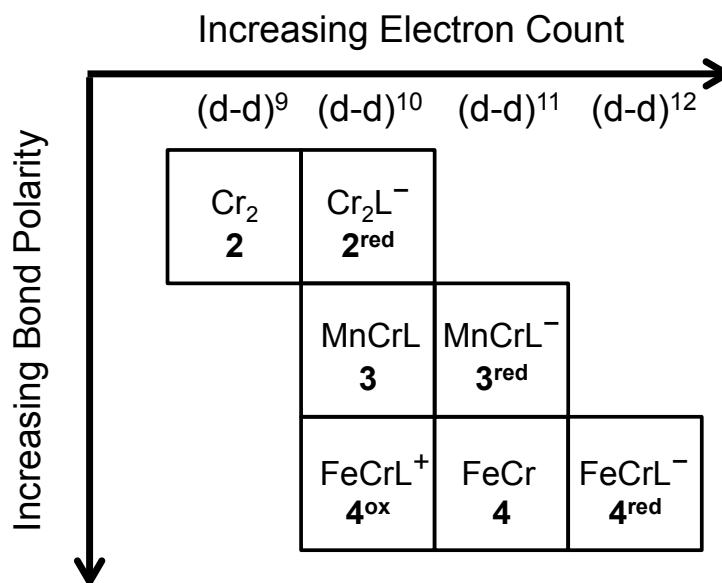 Increasing Electron Count
Increasing Bond Polarity
(d-d)⁹ (d-d)¹⁰ (d-d)¹¹ (d-d)¹²
Cr₂ Cr₂L⁻
2 2ʳᵉᵈ
MnCrL MnCrL⁻
3 3ʳᵉᵈ
FeCrL⁺ FeCr FeCrL⁻
4ᵒˣ 4 4ʳᵉᵈ